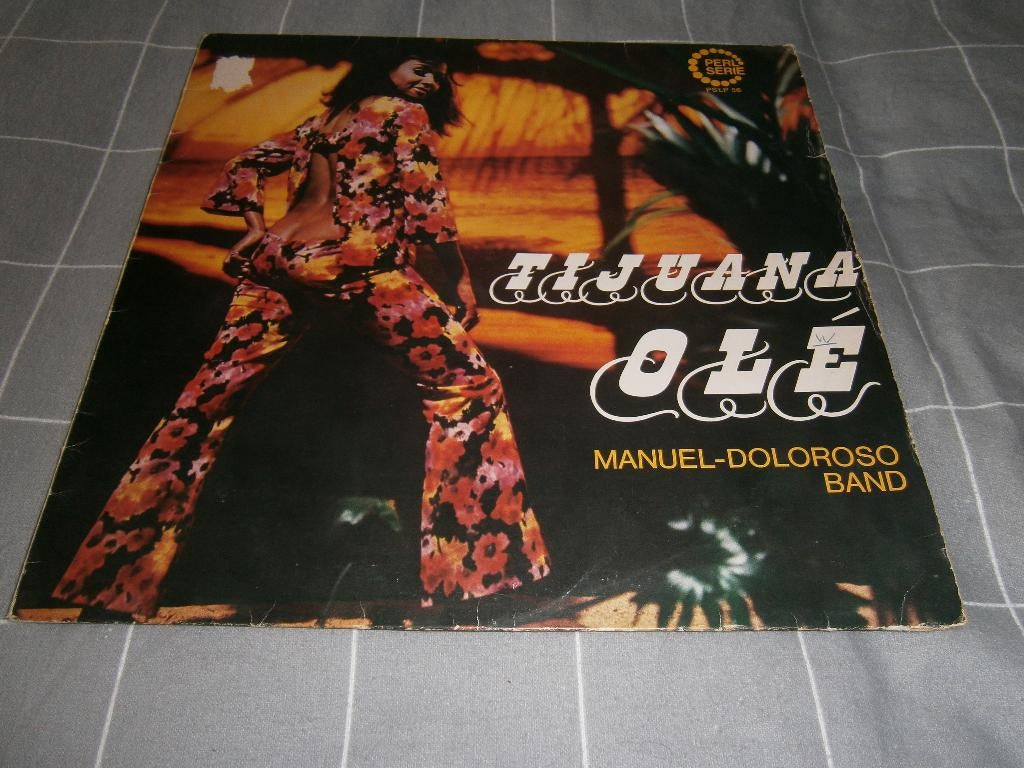 PERL
SERIE
PSLP 56
TIJUANA
OLÉ
W
MANUEL-DOLOROSO
BAND